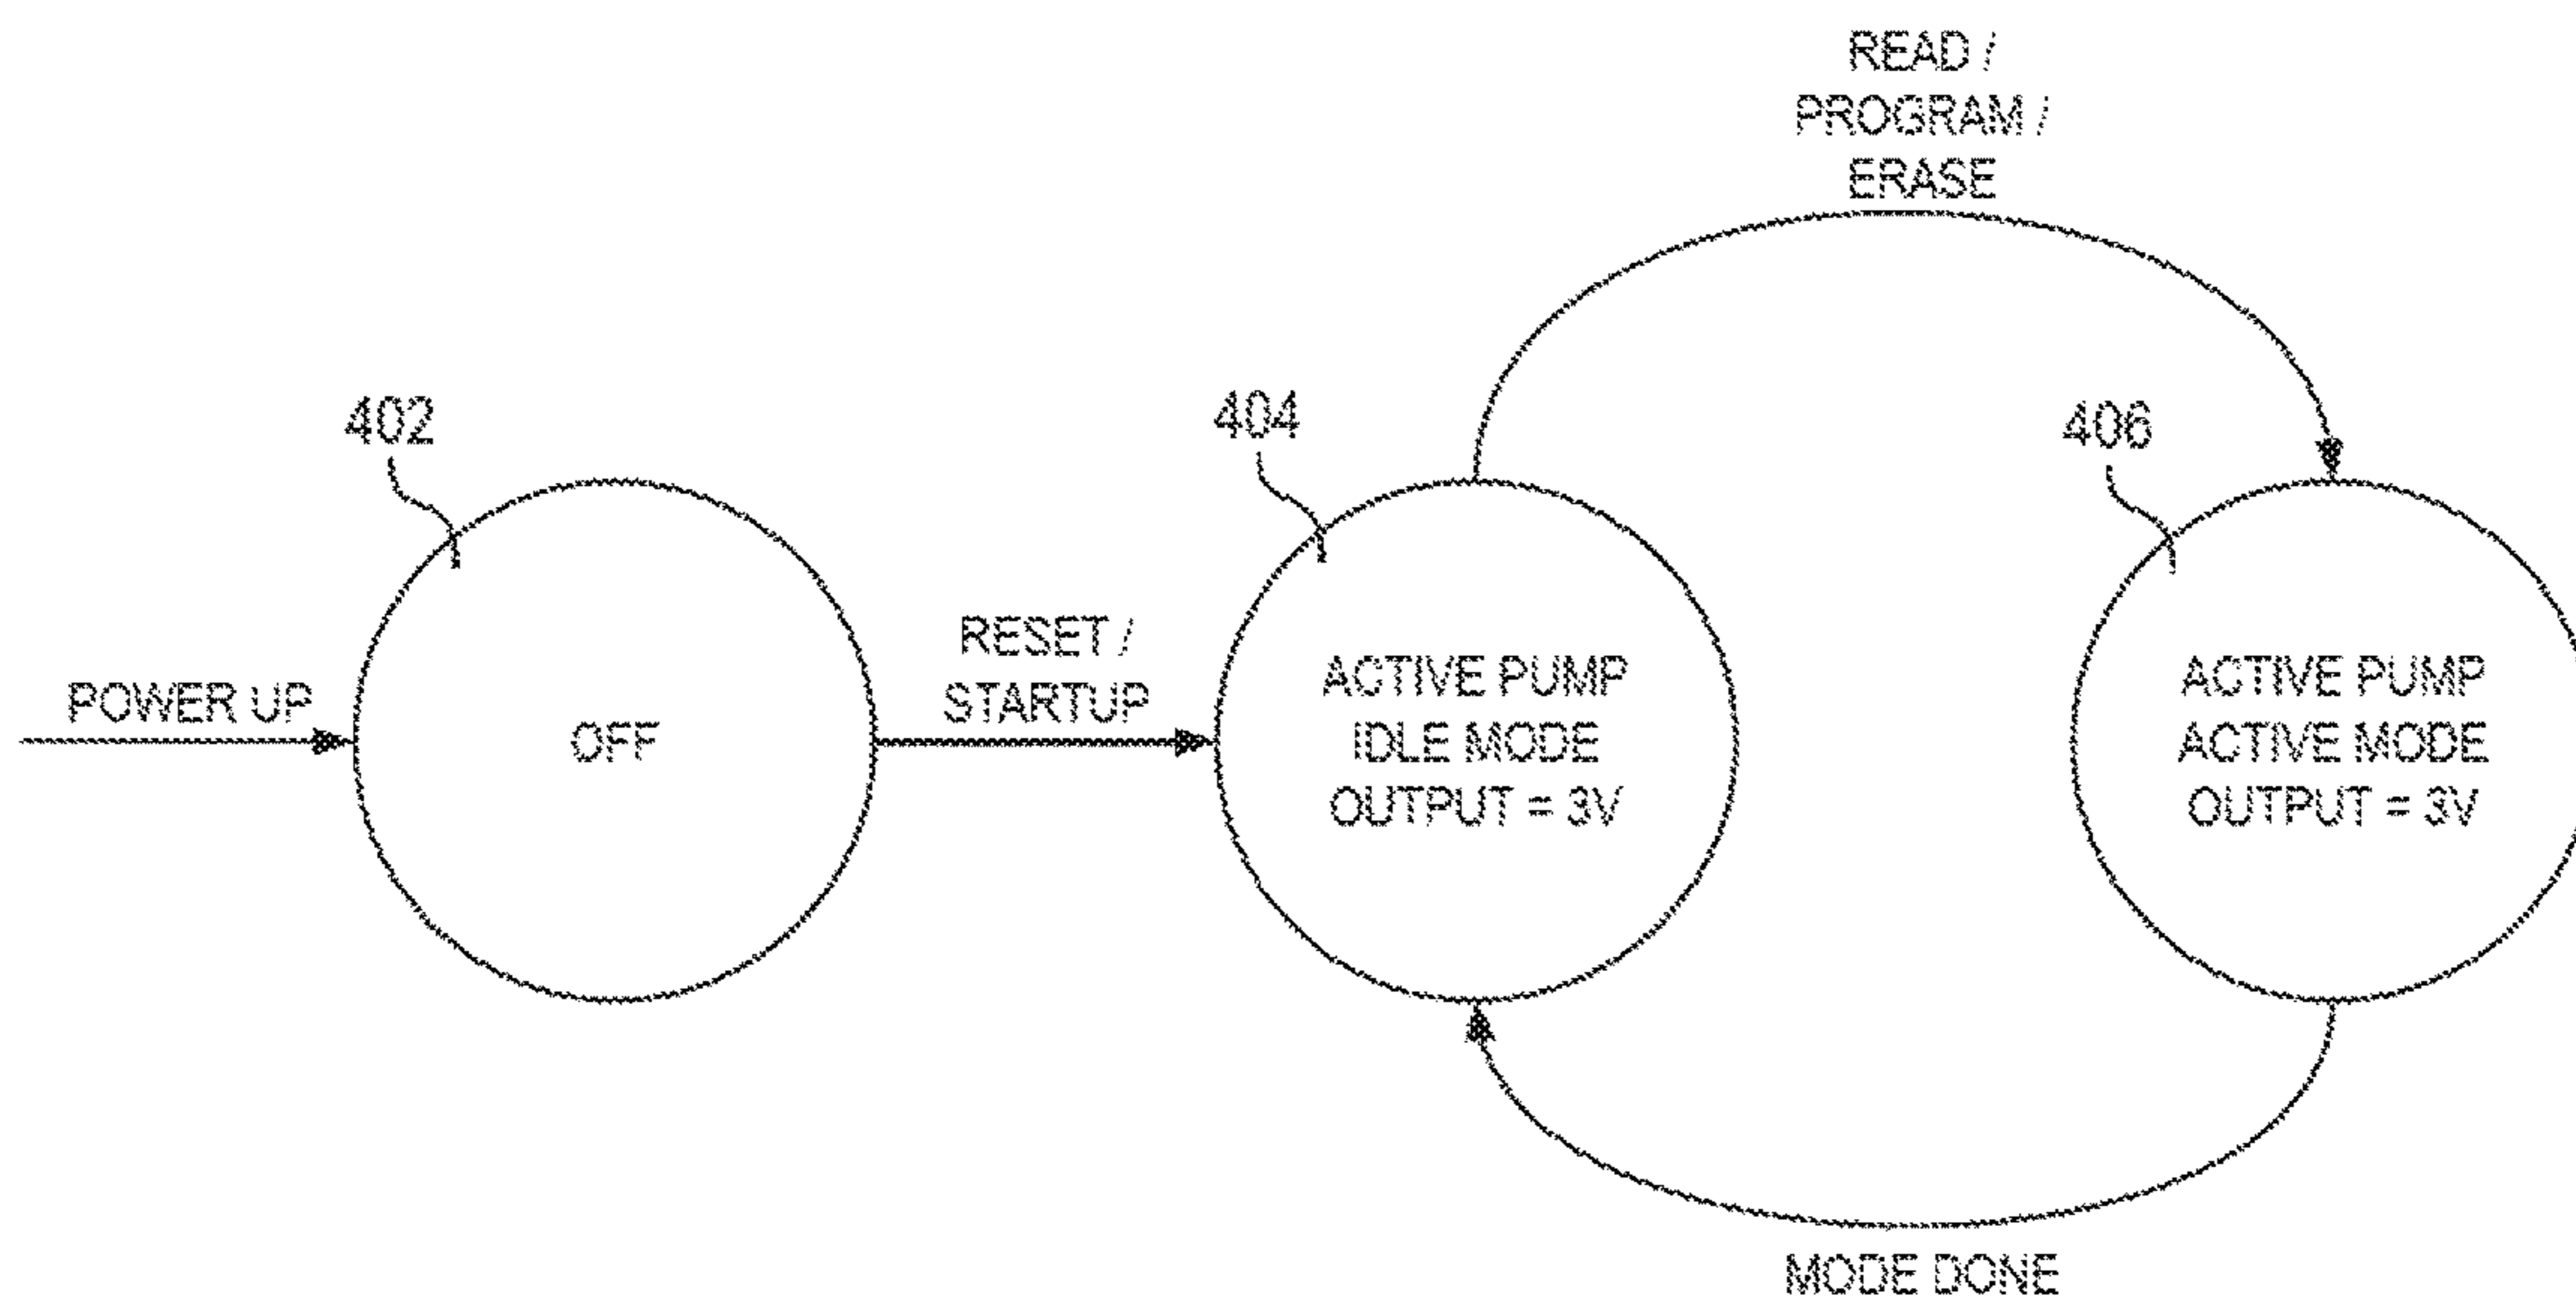 READ /
PROGRAM /
ERASE
402
404
406
POWER UP
OFF
RESET /
STARTUP
ACTIVE PUMP
IDLE MODE
OUTPUT = 3V
ACTIVE PUMP
ACTIVE MODE
OUTPUT = 3V
MODE DONE